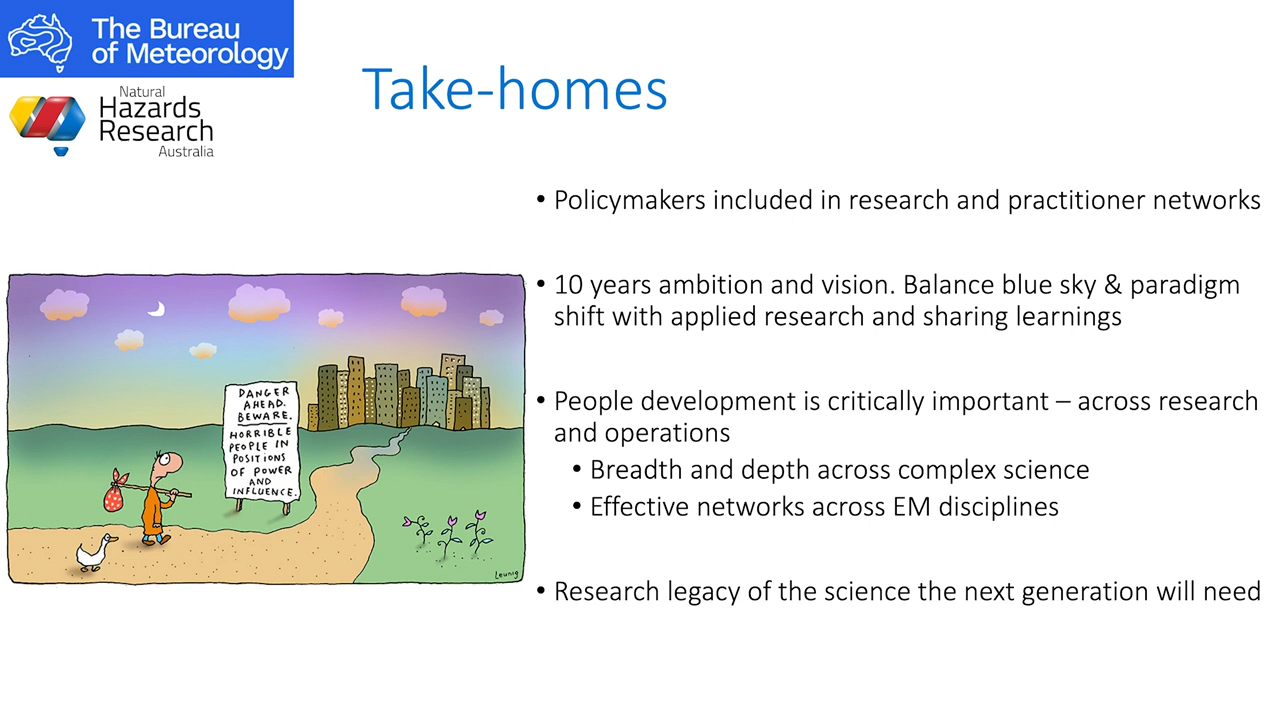 The Bureau
of Meteorology
Natural
Hazards
Research
Australia
Take-homes
• Policymakers included in research and practitioner networks
• 10 years ambition and vision. Balance blue sky & paradigm
shift with applied research and sharing learnings
• People development is critically important – across research
and operations
• Breadth and depth across complex science
• Effective networks across EM disciplines
• Research legacy of the science the next generation will need
DANGER
AHEAD.
BEWARE.
HORRIBLE
PEOPLE IN
POSITIONS
OF POWER
AND
INFLUENCE.
Leunig